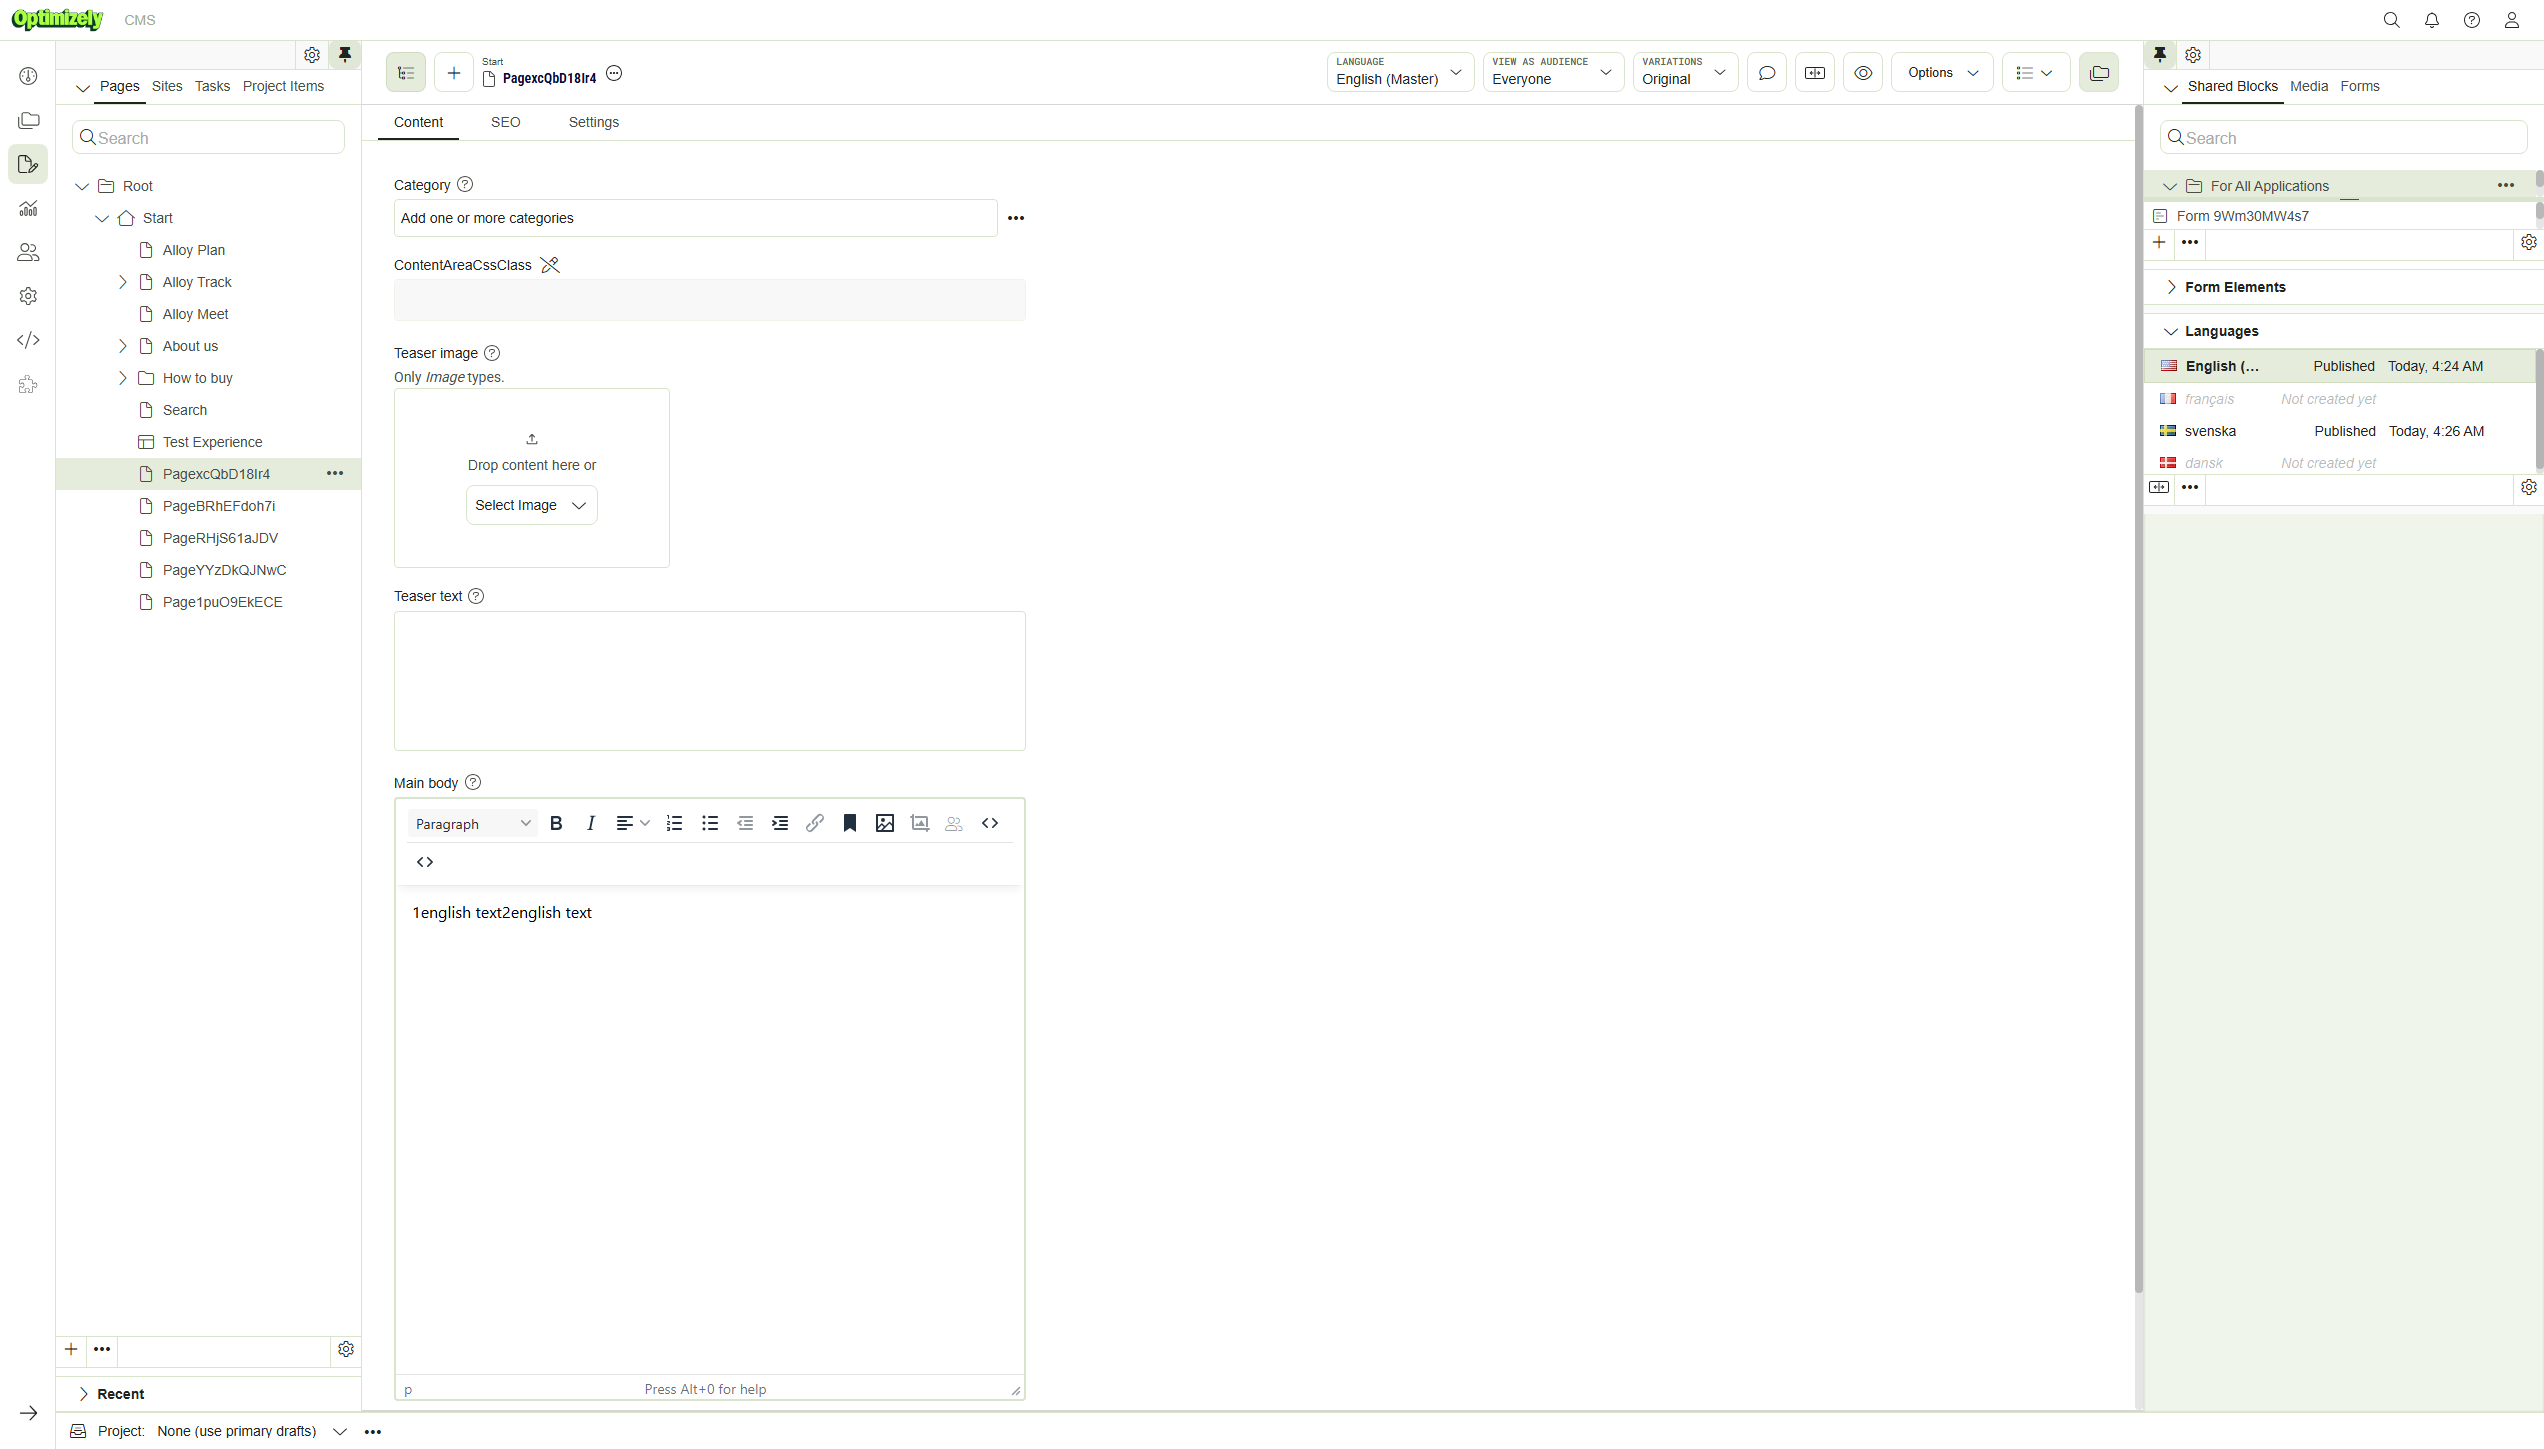 Optimizely CMS
Pages Sites Tasks Project Items
Search
Root
Start
Alloy Plan
Alloy Track
Alloy Meet
About us
How to buy
Search
Test Experience
PagexcQbD18Ir4
PageBRhEFdoh7i
PageRHjS61aJDV
PageYYzDkQJNwC
Page1puO9EkECE
Recent
Project: None (use primary drafts)
Start
PagexcQbD18Ir4
LANGUAGE
English (Master)
VIEW AS AUDIENCE
Everyone
VARIATIONS
Original
Options
Content SEO Settings
Category
Add one or more categories
ContentAreaCssClass
Teaser image
Only Image types.
Drop content here or
Select Image
Teaser text
Main body
Paragraph
1english text2english text
p Press Alt+0 for help
Shared Blocks Media Forms
Search
For All Applications
Form 9Wm30MW4s7
Form Elements
Languages
English (... Published Today, 4:24 AM
français Not created yet
svenska Published Today, 4:26 AM
dansk Not created yet